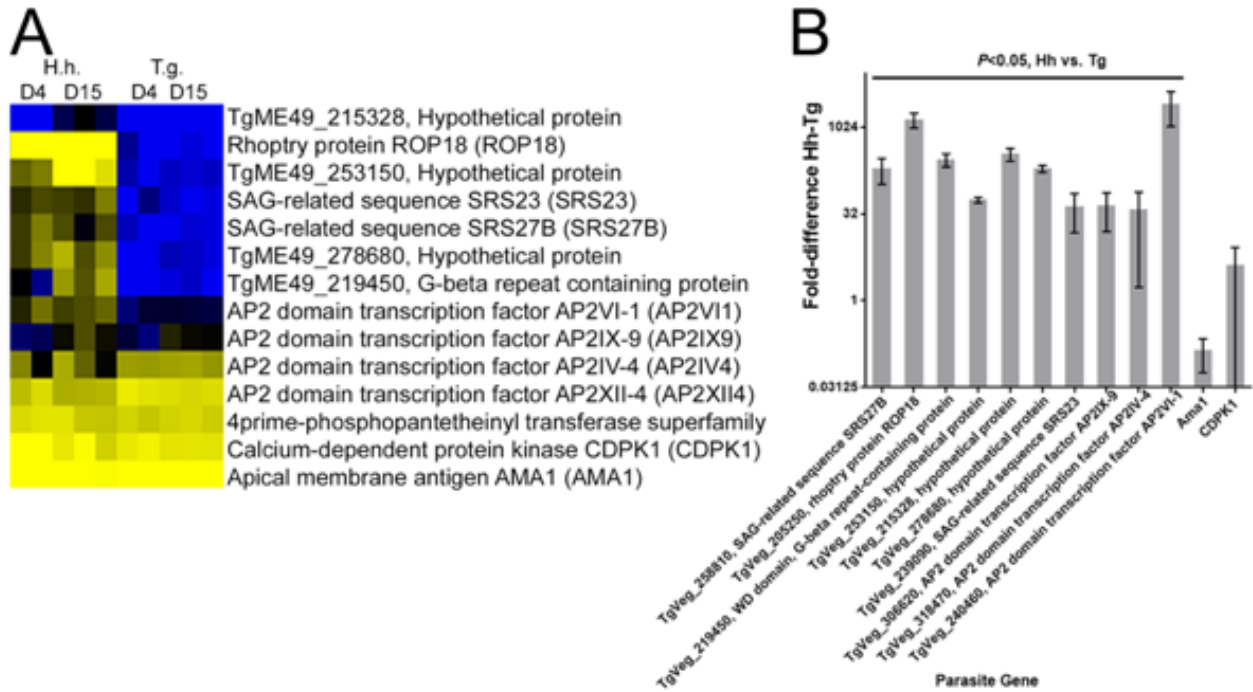 A
H.h. T.g.
D4 D15 D4 D15
TgME49_215328, Hypothetical protein
Rhoptry protein ROP18 (ROP18)
TgME49_253150, Hypothetical protein
SAG-related sequence SRS23 (SRS23)
SAG-related sequence SRS27B (SRS27B)
TgME49_278680, Hypothetical protein
TgME49_219450, G-beta repeat containing protein
AP2 domain transcription factor AP2VI-1 (AP2VI1)
AP2 domain transcription factor AP2IX-9 (AP2IX9)
AP2 domain transcription factor AP2IV-4 (AP2IV4)
AP2 domain transcription factor AP2XII-4 (AP2XII4)
4prime-phosphopantetheinyl transferase superfamily
Calcium-dependent protein kinase CDPK1 (CDPK1)
Apical membrane antigen AMA1 (AMA1)
B
P<0.05, Hh vs. Tg
Fold-difference Hh-Tg
1024
32
1
0.03125
TgVeg_258810, SAG-related sequence SRS27B
TgVeg_205250, rhoptry protein ROP18
TgVeg_219450, WD domain, G-beta repeat-containing protein
TgVeg_253150, hypothetical protein
TgVeg_215328, hypothetical protein
TgVeg_278680, hypothetical protein
TgVeg_239090, SAG-related sequence SRS23
TgVeg_306620, AP2 domain transcription factor AP2IX-9
TgVeg_318470, AP2 domain transcription factor AP2IV-4
TgVeg_240460, AP2 domain transcription factor AP2VI-1
Ama1
CDPK1
Parasite Gene